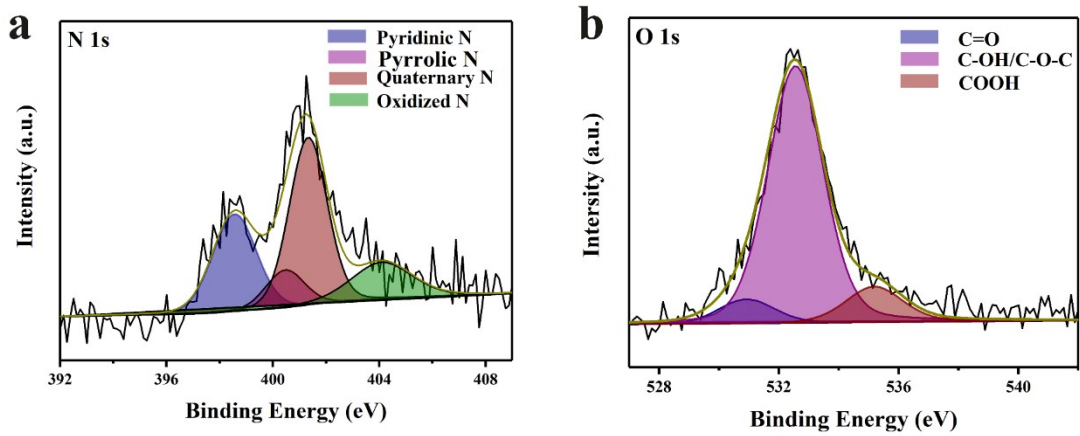 a
N 1s
Pyridinic N
Pyrrolic N
Quaternary N
Oxidized N
Intensity (a.u.)
392 396 400 404 408
Binding Energy (eV)
b
O 1s
C=O
C-OH/C-O-C
COOH
Intersity (a.u.)
528 532 536 540
Binding Energy (eV)